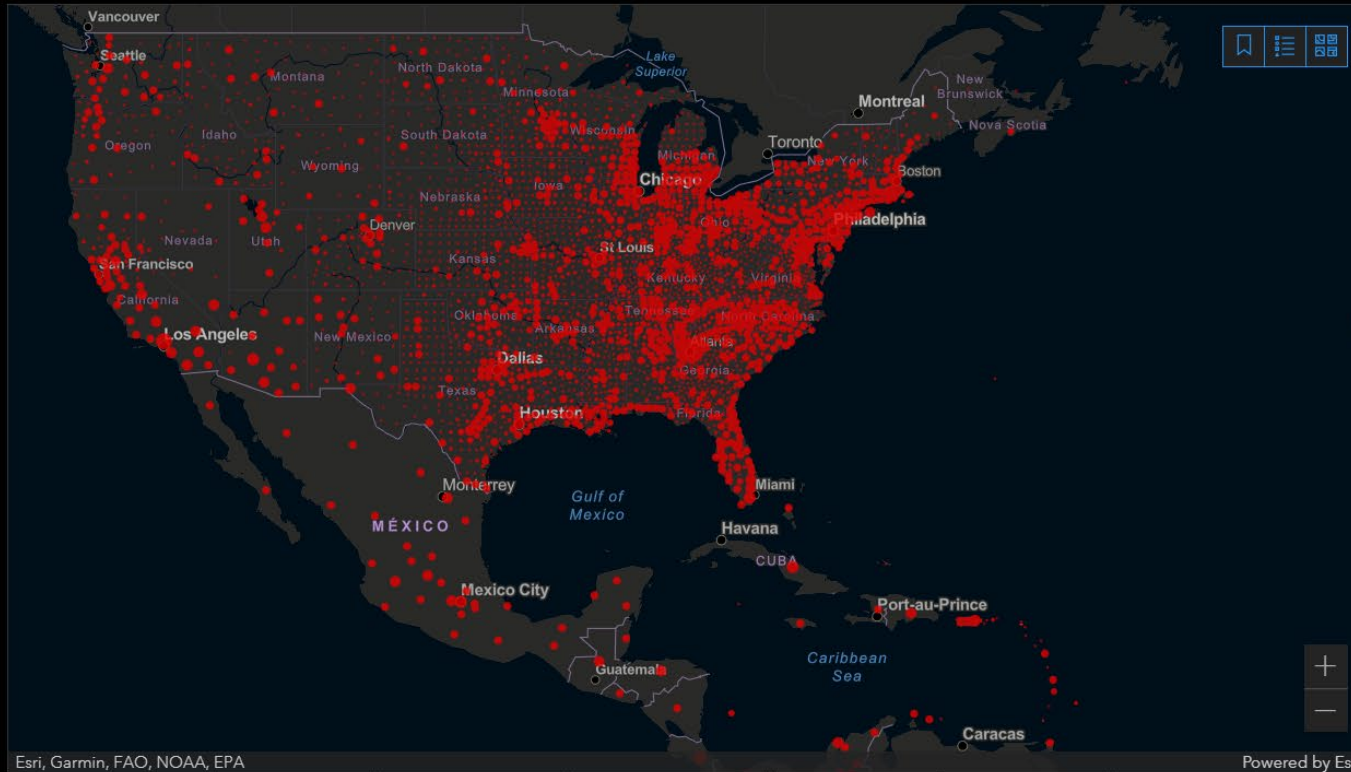 Vancouver
Seattle
Montana
North Dakota
Lake
Superior
Minnesota
New
Brunswick
Montreal
Nova Scotia
Oregon
Idaho
South Dakota
Wisconsin
Toronto
Wyoming
Michigan
New York
Boston
Iowa
Chicago
Nebraska
Denver
Ohio
Philadelphia
Nevada
Utah
St Louis
San Francisco
Kansas
Kentucky
Virginia
California
Los Angeles
New Mexico
Oklahoma
Arkansas
Tennessee
North Carolina
Atlanta
Dallas
Georgia
Texas
Houston
Florida
Monterrey
Gulf of
Mexico
Miami
MÉXICO
Havana
CUBA
Mexico City
Port-au-Prince
Guatemala
Caribbean
Sea
Caracas
Esri, Garmin, FAO, NOAA, EPA
Powered by Es